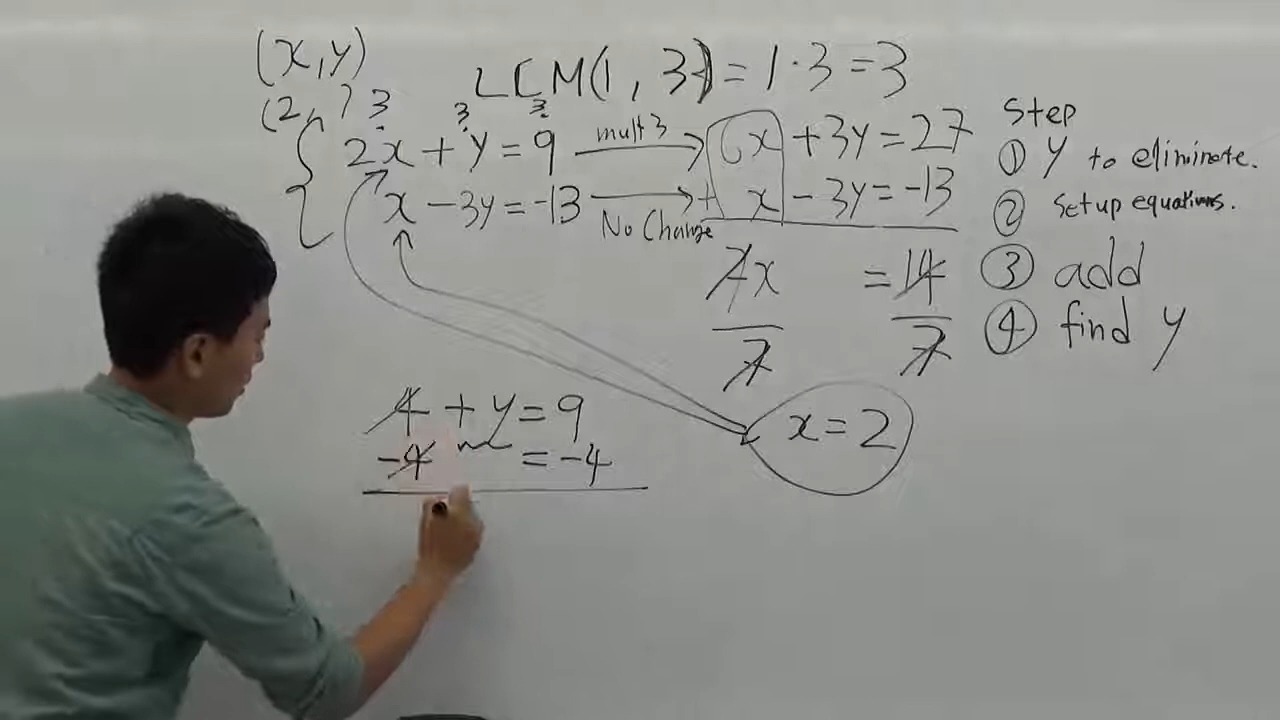 (x,y)
LCM(1, 3) = 1·3 = 3
(2, )
3 3 3
2x + y = 9 mult 3 6x + 3y = 27
x - 3y = -13 No Change + x - 3y = -13
7x = 14
7 7
x = 2
4 + y = 9
-4 = -4
Step
① y to eliminate.
② Setup equations.
③ add
④ find y